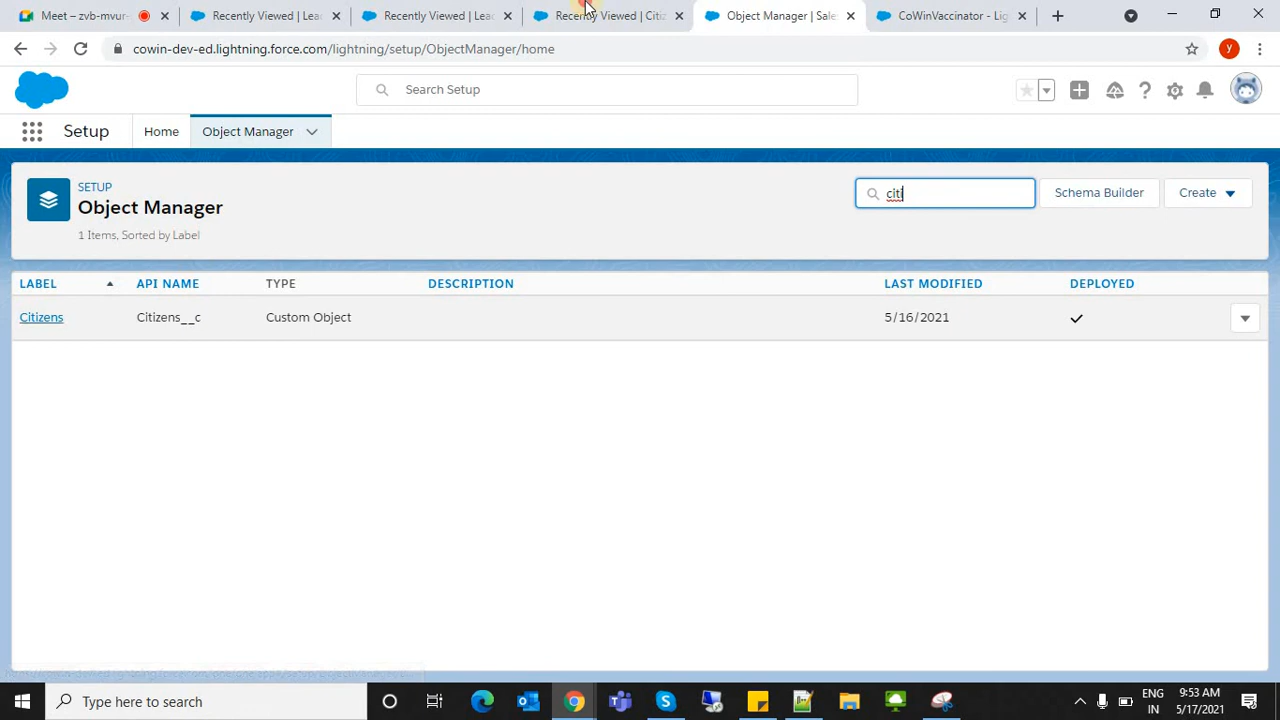 Meet – zvb-mvur-
Recently Viewed | Lea
Recently Viewed | Lea
Recently Viewed | Citiz
Object Manager | Sale
CoWinVaccinator - Lig
cowin-dev-ed.lightning.force.com/lightning/setup/ObjectManager/home
y
Search Setup
Setup
Home
Object Manager
SETUP
Object Manager
1 Items, Sorted by Label
citi
Schema Builder
Create
LABEL
API NAME
TYPE
DESCRIPTION
LAST MODIFIED
DEPLOYED
Citizens
Citizens__c
Custom Object
5/16/2021
Type here to search
ENG
IN
9:53 AM
5/17/2021